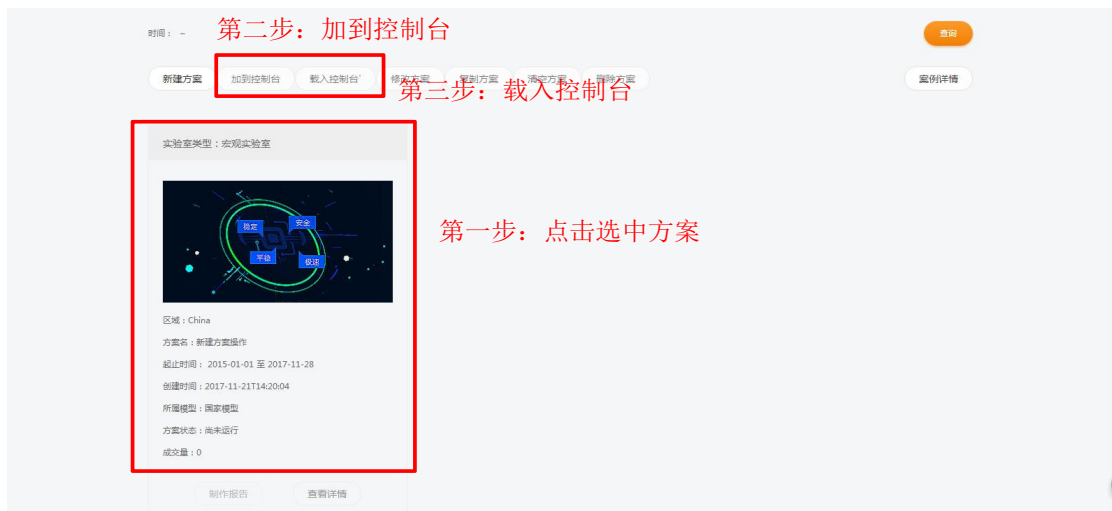 第二步：加到控制台
时间： -
查询
新建方案 加到控制台 载入控制台` 修改方案 复制方案 清空方案 删除方案 案例详情
第三步：载入控制台
实验室类型：宏观实验室
稳定 安全
平稳 极速
第一步：点击选中方案
区域：China
方案名：新建方案操作
起止时间： 2015-01-01 至 2017-11-28
创建时间：2017-11-21T14:20:04
所属模型：国家模型
方案状态：尚未运行
成交量：0
制作报告 查看详情